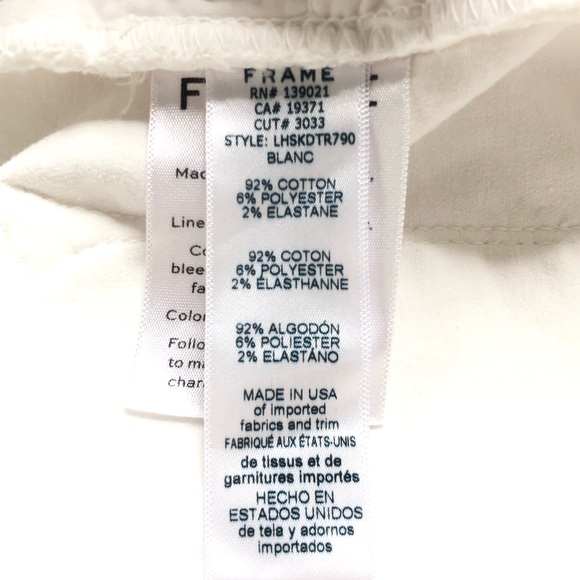 FRAME
RN# 139021
CA# 19371
CUT# 3033
STYLE: LHSKDTR790
BLANC
92% COTTON
6% POLYESTER
2% ELASTANE
92% COTON
6% POLYESTER
2% ÉLASTHANNE
92% ALGODÓN
6% POLIESTER
2% ELASTÁNO
MADE IN USA
of imported
fabrics and trim
FABRIQUÉ AUX ÉTATS-UNIS
de tissus et de
garnitures importés
HECHO EN
ESTADOS UNIDOS
de tela y adornos
importados